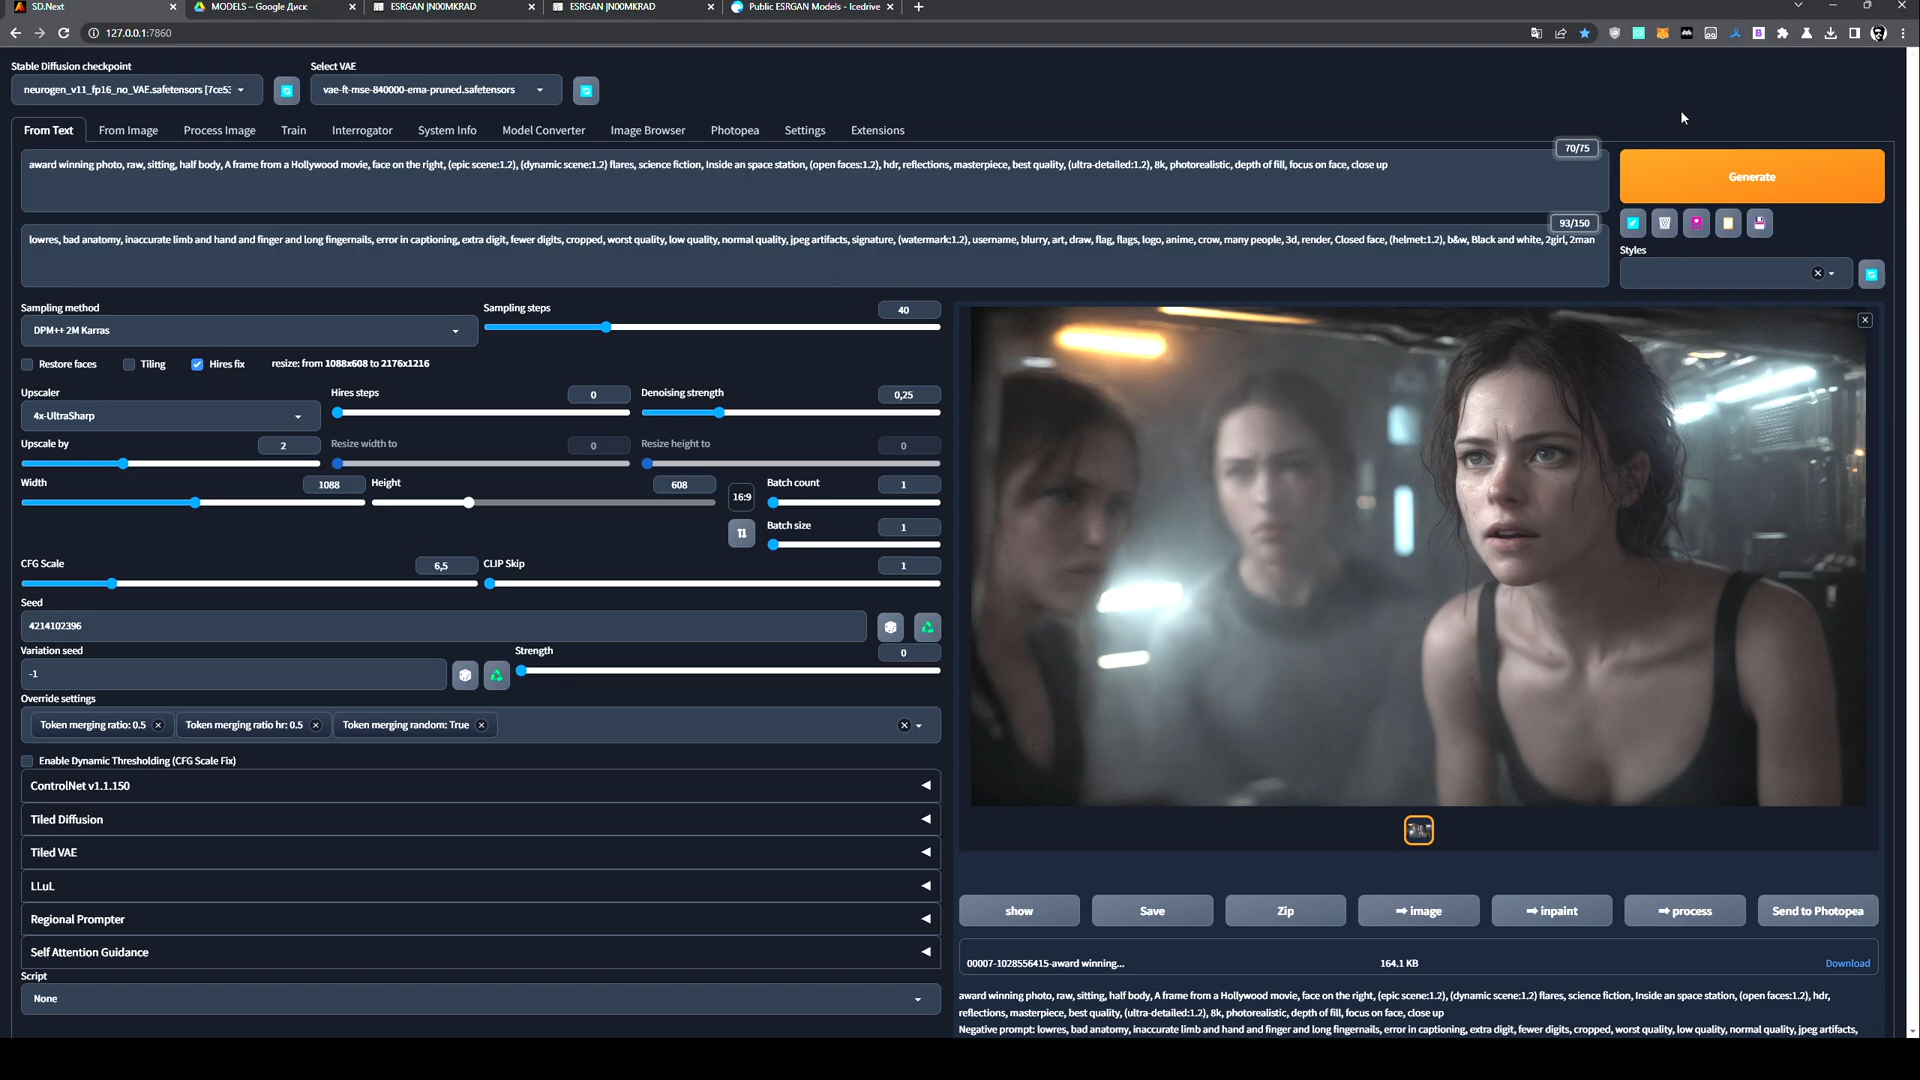 SD.Next
MODELS – Google Диск
ESRGAN |N00MKRAD
ESRGAN |N00MKRAD
Public ESRGAN Models - Icedrive
127.0.0.1:7860
Stable Diffusion checkpoint
Select VAE
neurogen_v11_fp16_no_VAE.safetensors [7ce5:
vae-ft-mse-840000-ema-pruned.safetensors
From Text
From Image
Process Image
Train
Interrogator
System Info
Model Converter
Image Browser
Photopea
Settings
Extensions
70/75
award winning photo, raw, sitting, half body, A frame from a Hollywood movie, face on the right, (epic scene:1.2), (dynamic scene:1.2) flares, science fiction, Inside an space station, (open faces:1.2), hdr, reflections, masterpiece, best quality, (ultra-detailed:1.2), 8k, photorealistic, depth of fill, focus on face, close up
Generate
93/150
lowres, bad anatomy, inaccurate limb and hand and finger and long fingernails, error in captioning, extra digit, fewer digits, cropped, worst quality, low quality, normal quality, jpeg artifacts, signature, (watermark:1.2), username, blurry, art, draw, flag, flags, logo, anime, crow, many people, 3d, render, Closed face, (helmet:1.2), b&w, Black and white, 2girl, 2man
Styles
Sampling method
DPM++ 2M Karras
Sampling steps
40
Restore faces
Tiling
Hires fix
resize: from 1088x608 to 2176x1216
Upscaler
4x-UltraSharp
Hires steps
0
Denoising strength
0,25
Upscale by
2
Resize width to
0
Resize height to
0
Width
1088
Height
608
16:9
Batch count
1
Batch size
1
CFG Scale
6,5
CLIP Skip
1
Seed
4214102396
Variation seed
-1
Strength
0
Override settings
Token merging ratio: 0.5
Token merging ratio hr: 0.5
Token merging random: True
Enable Dynamic Thresholding (CFG Scale Fix)
ControlNet v1.1.150
Tiled Diffusion
Tiled VAE
LLuL
Regional Prompter
Self Attention Guidance
Script
None
show
Save
Zip
➡ image
➡ inpaint
➡ process
Send to Photopea
00007-1028556415-award winning...
164.1 KB
Download
award winning photo, raw, sitting, half body, A frame from a Hollywood movie, face on the right, (epic scene:1.2), (dynamic scene:1.2) flares, science fiction, Inside an space station, (open faces:1.2), hdr,
reflections, masterpiece, best quality, (ultra-detailed:1.2), 8k, photorealistic, depth of fill, focus on face, close up
Negative prompt: lowres, bad anatomy, inaccurate limb and hand and finger and long fingernails, error in captioning, extra digit, fewer digits, cropped, worst quality, low quality, normal quality, jpeg artifacts,